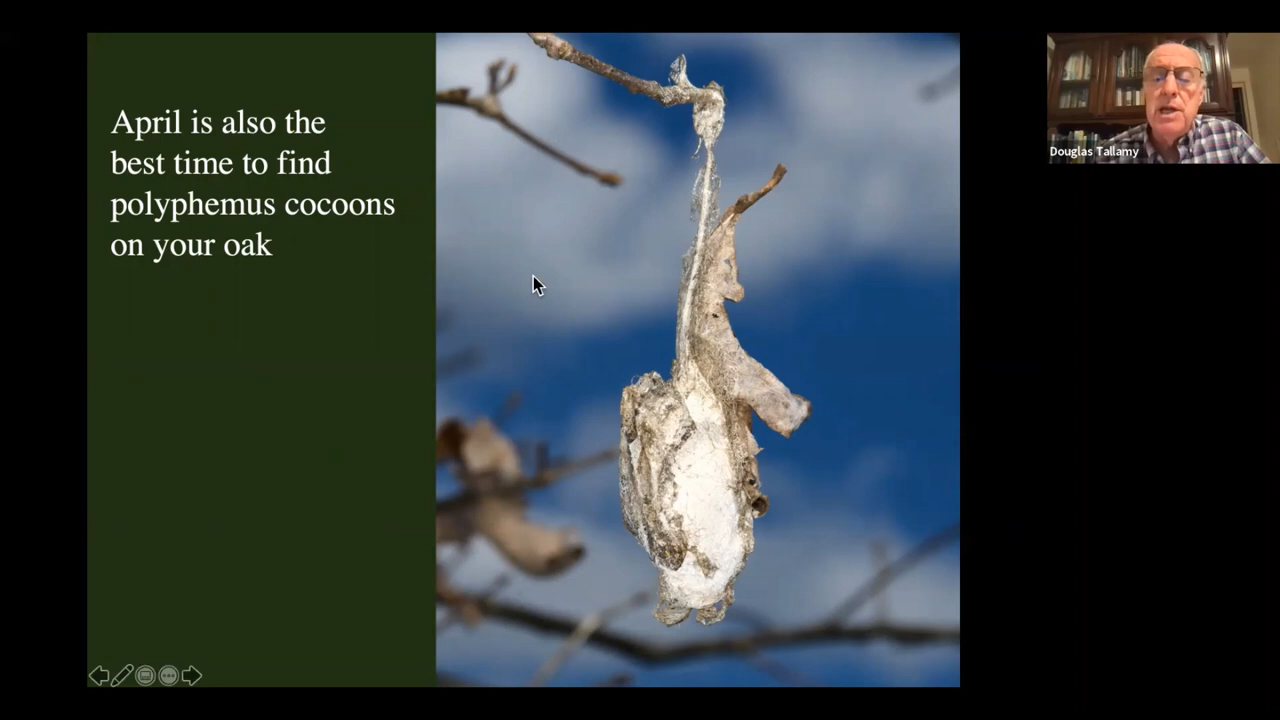 April is also the
best time to find
polyphemus cocoons
on your oak
Douglas Tallamy